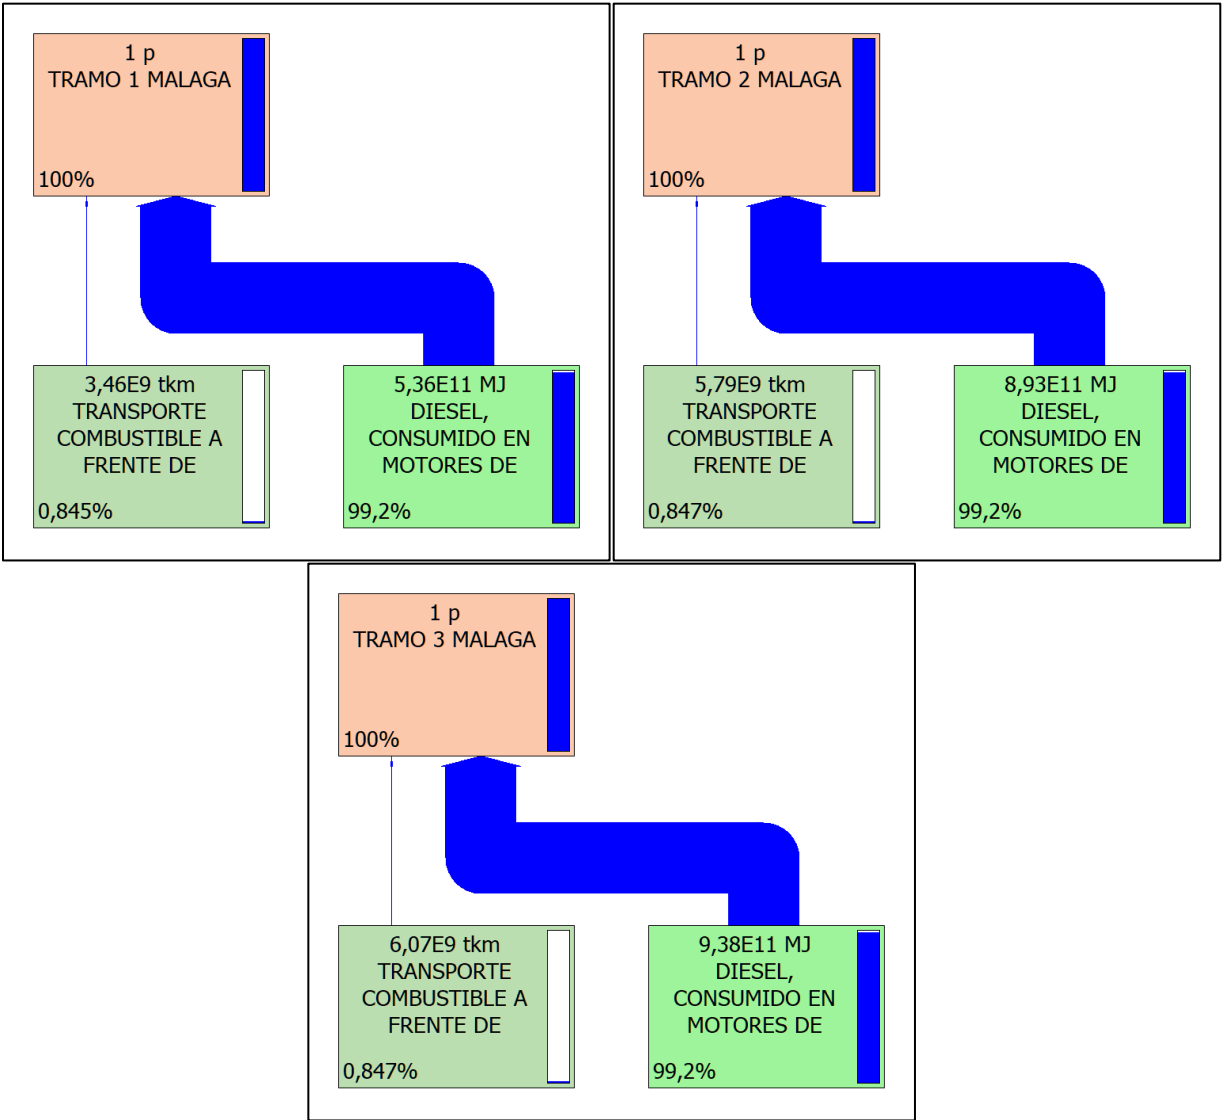 1 p
TRAMO 1 MALAGA
100%
3,46E9 tkm
TRANSPORTE
COMBUSTIBLE A
FRENTE DE
0,845%
5,36E11 MJ
DIESEL,
CONSUMIDO EN
MOTORES DE
99,2%
1 p
TRAMO 2 MALAGA
100%
5,79E9 tkm
TRANSPORTE
COMBUSTIBLE A
FRENTE DE
0,847%
8,93E11 MJ
DIESEL,
CONSUMIDO EN
MOTORES DE
99,2%
1 p
TRAMO 3 MALAGA
100%
6,07E9 tkm
TRANSPORTE
COMBUSTIBLE A
FRENTE DE
0,847%
9,38E11 MJ
DIESEL,
CONSUMIDO EN
MOTORES DE
99,2%